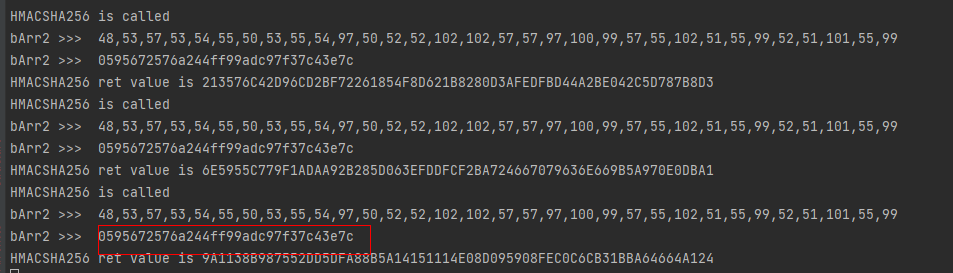 HMACSHA256 is called
bArr2 >>>  48,53,57,53,54,55,50,53,55,54,97,50,52,52,102,102,57,57,97,100,99,57,55,102,51,55,99,52,51,101,55,99
bArr2 >>>  0595672576a244ff99adc97f37c43e7c
HMACSHA256 ret value is 213576C42D96CD2BF72261854F8D621B8280D3AFEDFBD44A2BE042C5D787B8D3
HMACSHA256 is called
bArr2 >>>  48,53,57,53,54,55,50,53,55,54,97,50,52,52,102,102,57,57,97,100,99,57,55,102,51,55,99,52,51,101,55,99
bArr2 >>>  0595672576a244ff99adc97f37c43e7c
HMACSHA256 ret value is 6E5955C779F1ADAA92B285D063EFDDFCF2BA724667079636E669B5A970E0DBA1
HMACSHA256 is called
bArr2 >>>  48,53,57,53,54,55,50,53,55,54,97,50,52,52,102,102,57,57,97,100,99,57,55,102,51,55,99,52,51,101,55,99
bArr2 >>>  0595672576a244ff99adc97f37c43e7c
HMACSHA256 ret value is 9A1138B987552DD5DFA88B5A14151114E08D095908FEC0C6CB31BBA64664A124